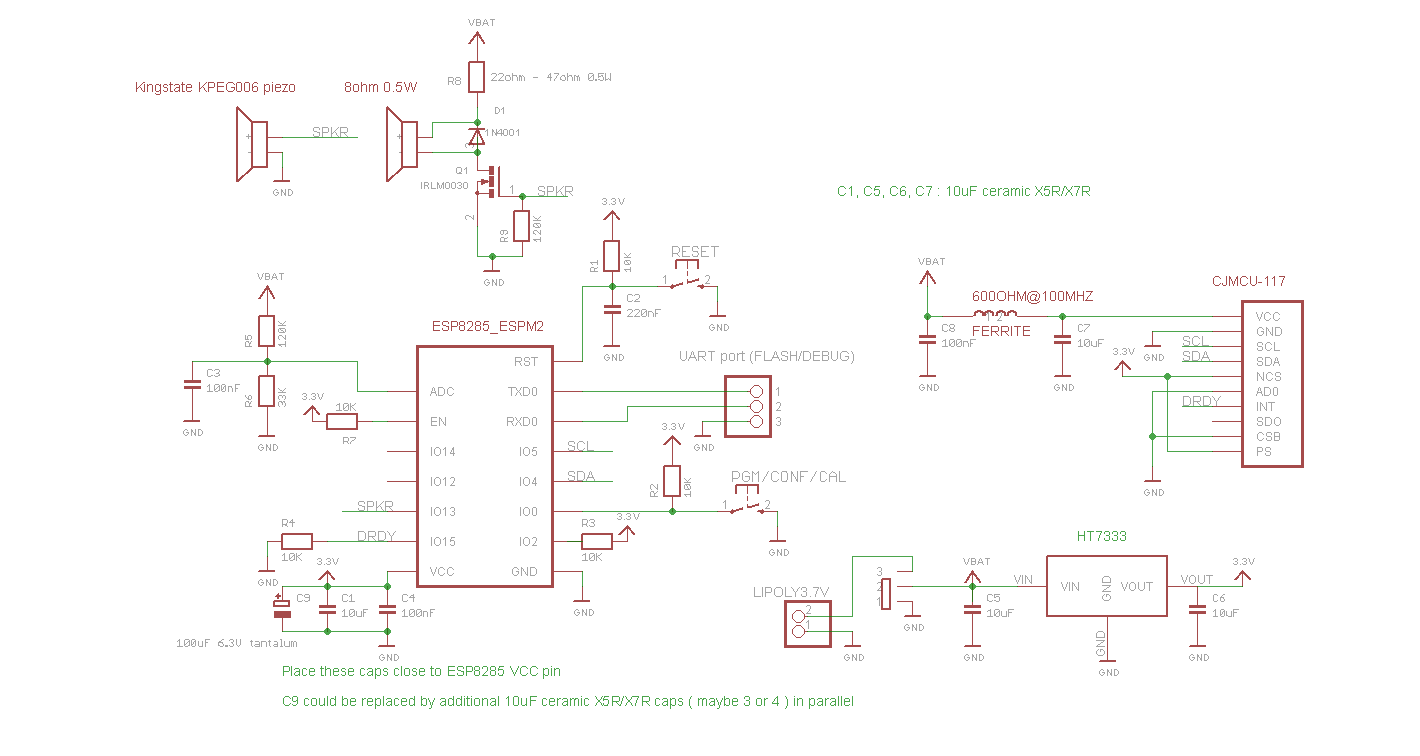 VBAT
R8
22ohm - 47ohm 0.5W
Kingstate KPEG006 piezo
8ohm 0.5W
D1
1N4001
SPKR
GND
Q1
IRLM0030
1
SPKR
2
R9
120K
GND
C1, C5, C6, C7 : 10uF ceramic X5R/X7R
3.3V
R1
10K
RESET
1
2
C2
220nF
GND
GND
VBAT
R5
120K
C3
100nF
R6
33K
GND
GND
ESP8285_ESPM2
RST
ADC
TXD0
EN
RXD0
IO14
IO5
IO12
IO4
IO13
IO0
IO15
IO2
VCC
GND
3.3V
10K
R7
SPKR
R4
10K
DRDY
GND
3.3V
C9
C1
10uF
C4
100nF
100uF 6.3V tantalum
GND
UART port (FLASH/DEBUG)
1
2
3
GND
SCL
SDA
3.3V
R2
10K
PGM/CONF/CAL
1
2
GND
R3
10K
3.3V
GND
VBAT
600OHM@100MHZ
1 2
FERRITE
C8
100nF
GND
C7
10uF
GND
CJMCU-117
VCC
GND
SCL
SDA
NCS
AD0
INT
SDO
CSB
PS
GND
SCL
SDA
3.3V
DRDY
GND
LIPOLY3.7V
2
1
GND
3
2
1
GND
VBAT
C5
10uF
GND
HT7333
VIN
VIN
GND
VOUT
VOUT
GND
GND
3.3V
C6
10uF
GND
Place these caps close to ESP8285 VCC pin
C9 could be replaced by additional 10uF ceramic X5R/X7R caps ( maybe 3 or 4 ) in parallel